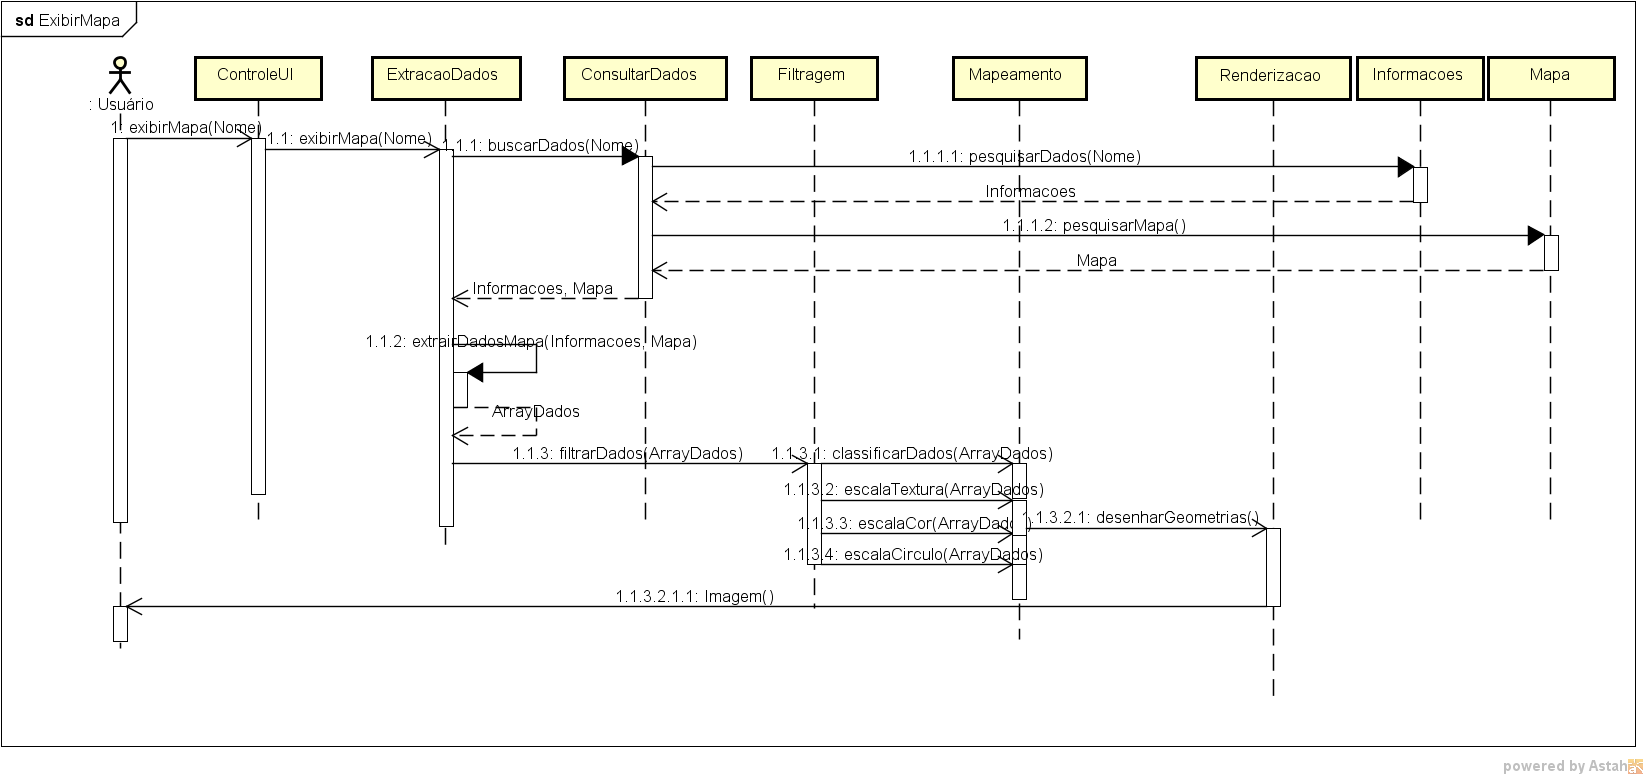 sd ExibirMapa
ControleUI
ExtracaoDados
ConsultarDados
Filtragem
Mapeamento
Renderizacao
Informacoes
Mapa
: Usuário
1: exibirMapa(Nome)
1.1: exibirMapa(Nome)
1.1.1: buscarDados(Nome)
1.1.1.1: pesquisarDados(Nome)
Informacoes
1.1.1.2: pesquisarMapa()
Mapa
Informacoes, Mapa
1.1.2: extrairDadosMapa(Informacoes, Mapa)
ArrayDados
1.1.3: filtrarDados(ArrayDados)
1.1.3.1: classificarDados(ArrayDados)
1.1.3.2: escalaTextura(ArrayDados)
1.1.3.3: escalaCor(ArrayDados)
1.1.3.2.1: desenharGeometrias()
1.1.3.4: escalaCirculo(ArrayDados)
1.1.3.2.1.1: Imagem()
powered by Astah